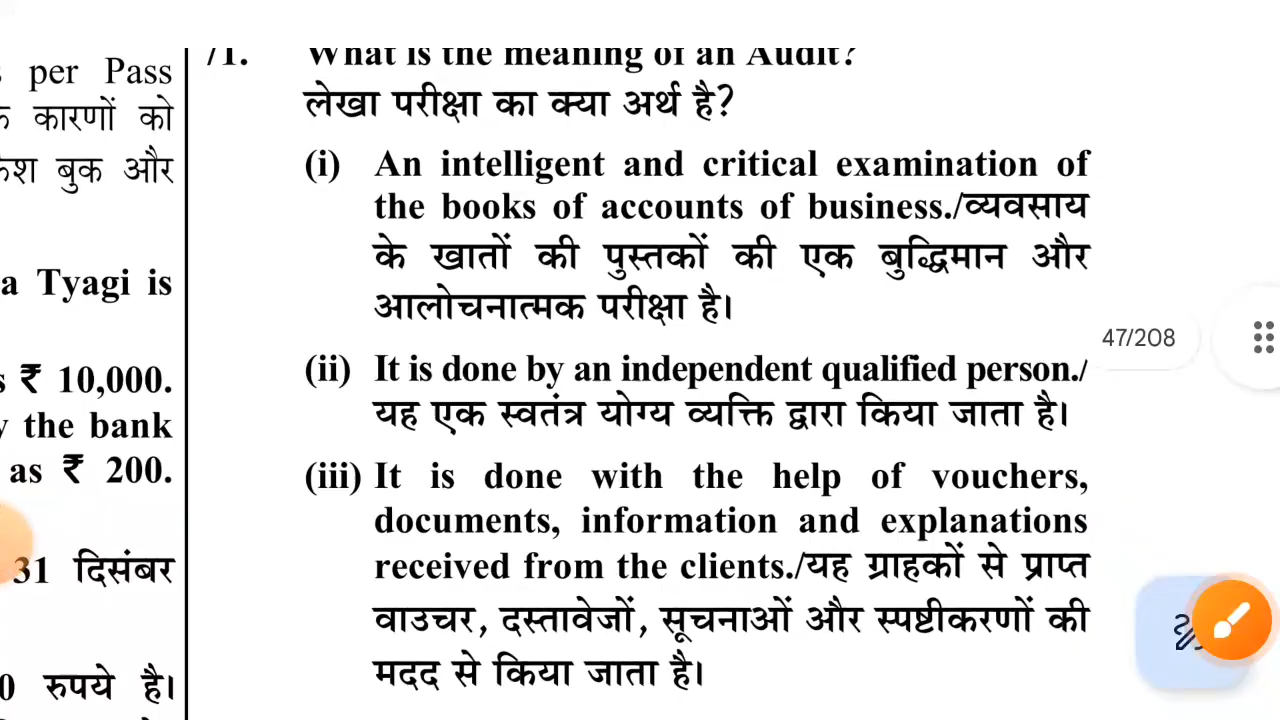 per Pass
कारणों को
बुक और
a Tyagi is
₹ 10,000.
the bank
as ₹ 200.
31 दिसंबर
0 रुपये है।
71. What is the meaning of an Audit?
लेखा परीक्षा का क्या अर्थ है?
(i) An intelligent and critical examination of
the books of accounts of business./व्यवसाय
के खातों की पुस्तकों की एक बुद्धिमान और
आलोचनात्मक परीक्षा है।
(ii) It is done by an independent qualified person./
यह एक स्वतंत्र योग्य व्यक्ति द्वारा किया जाता है।
(iii) It is done with the help of vouchers,
documents, information and explanations
received from the clients./यह ग्राहकों से प्राप्त
वाउचर, दस्तावेजों, सूचनाओं और स्पष्टीकरणों की
मदद से किया जाता है।
47/208